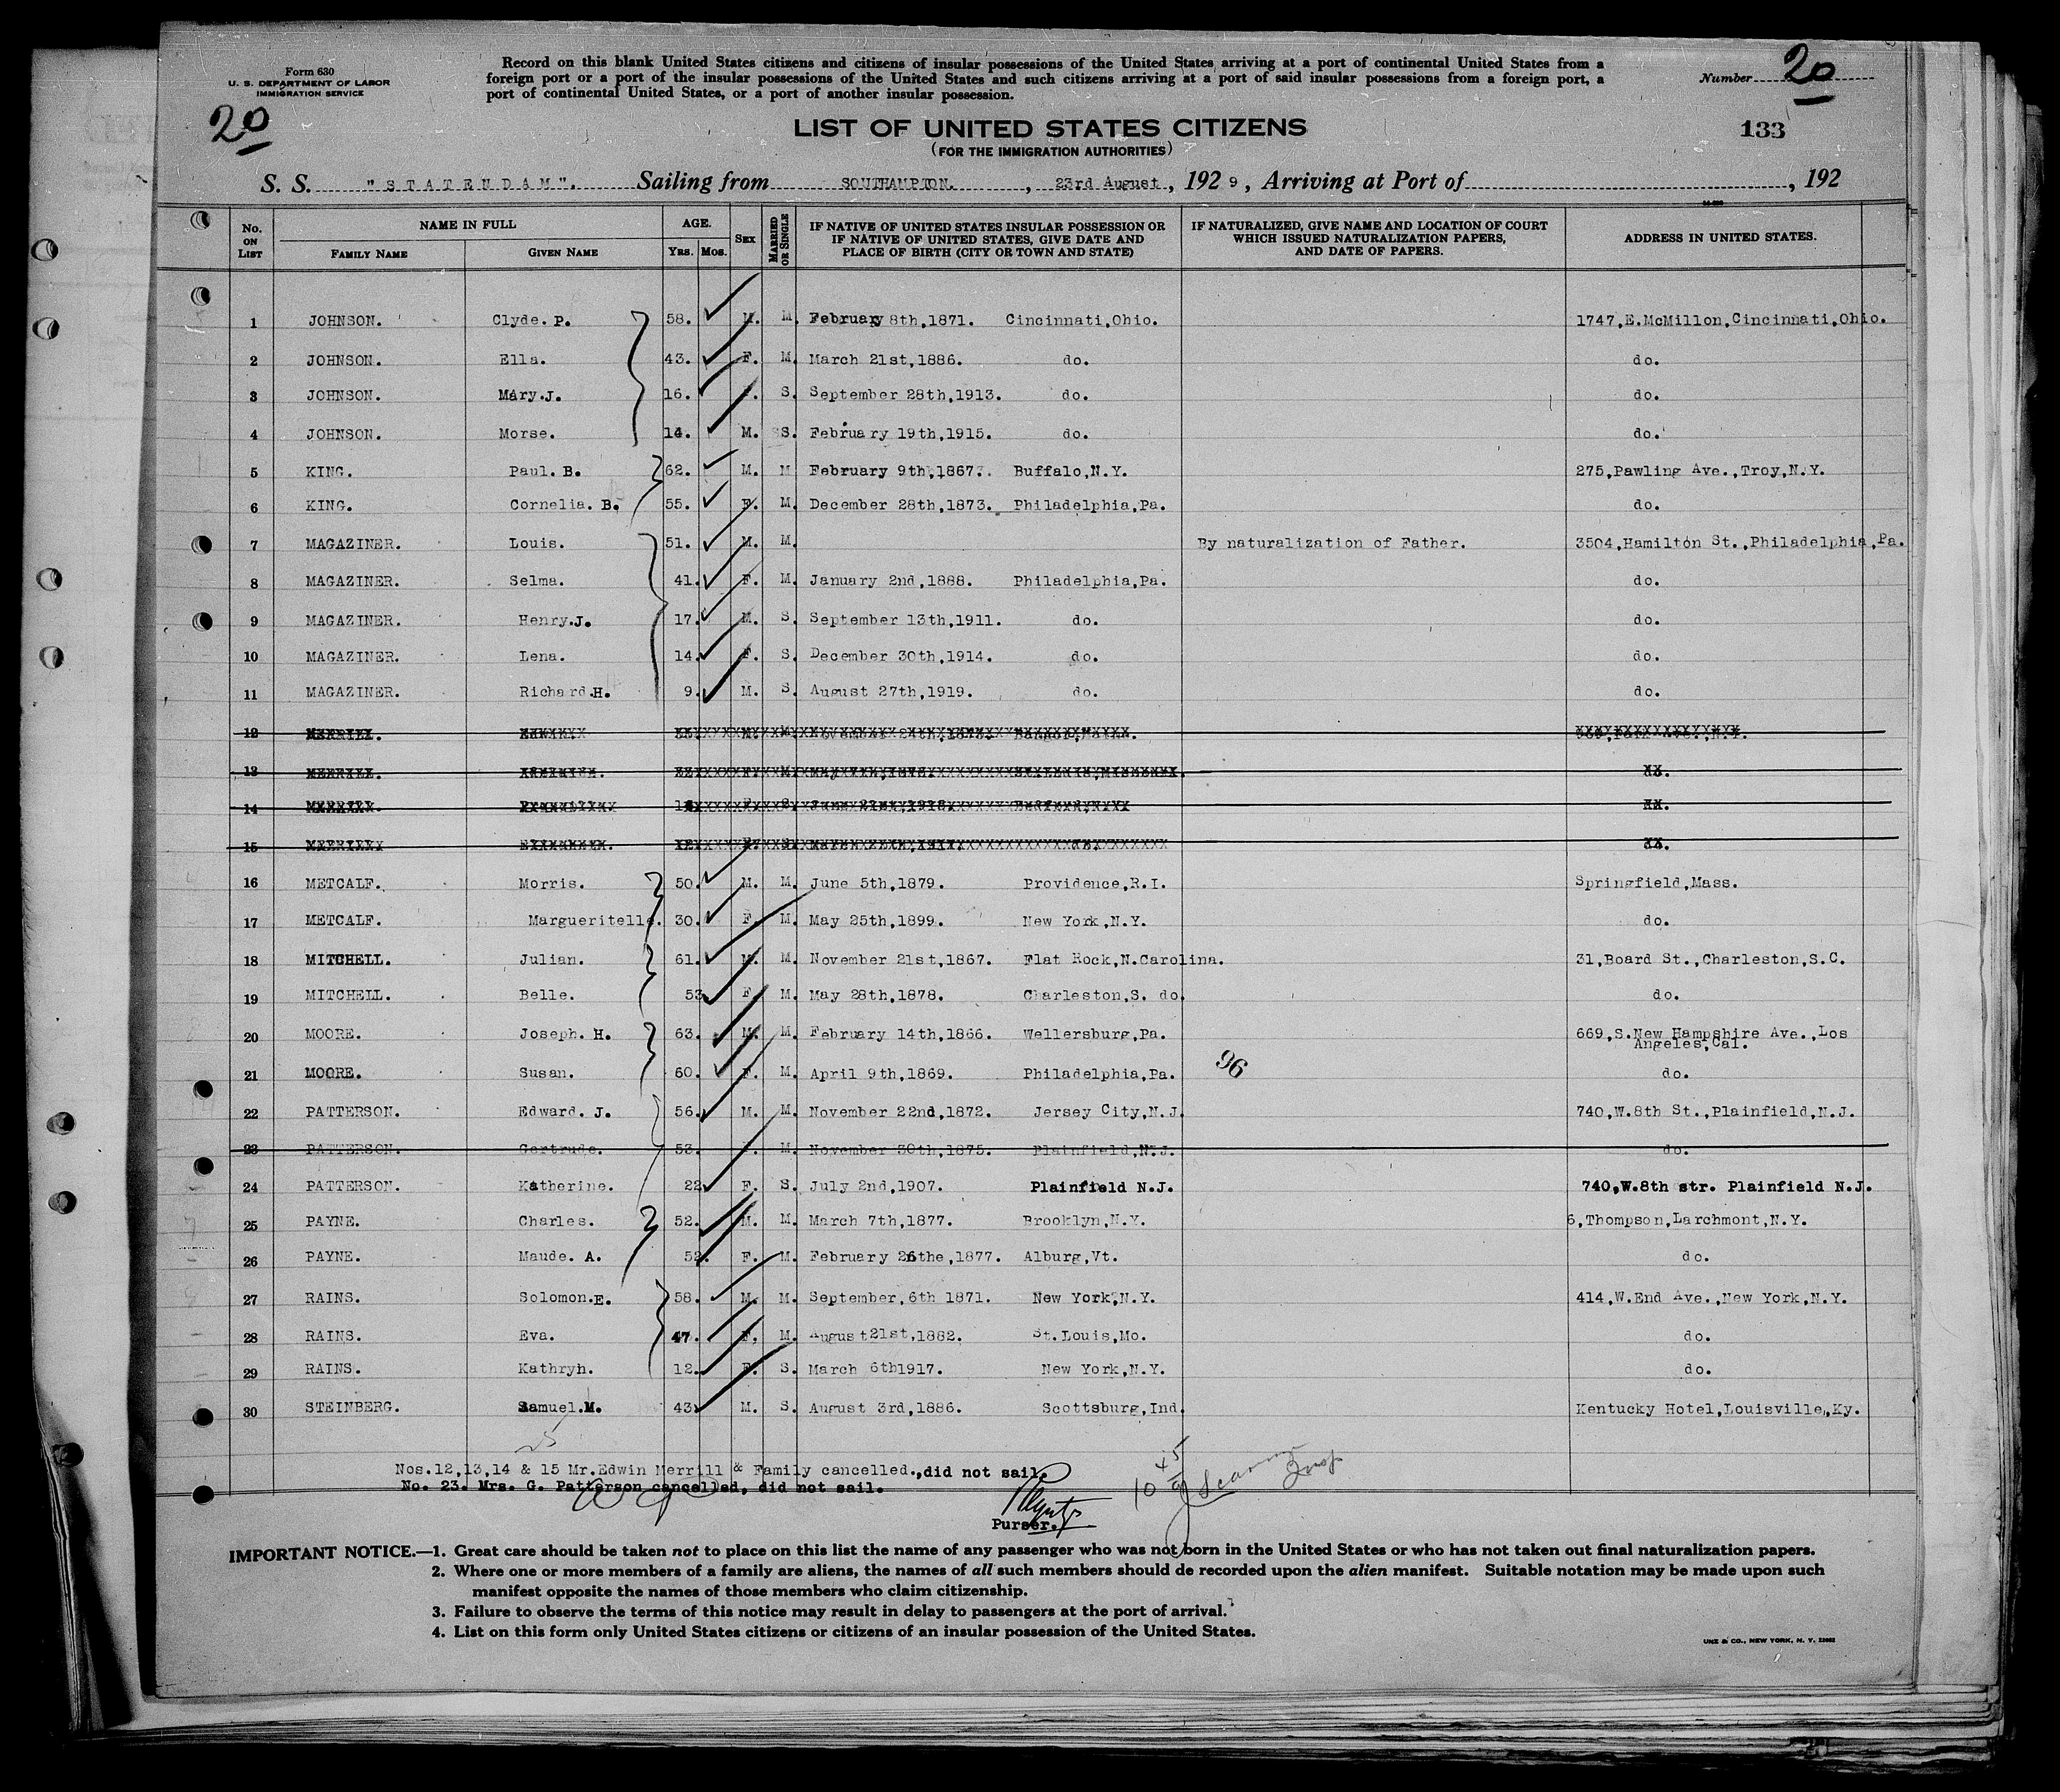 Form 630
U. S. DEPARTMENT OF LABOR
IMMIGRATION SERVICE
Record on this blank United States citizens and citizens of insular possessions of the United States arriving at a port of continental United States from a
foreign port or a port of the insular possessions of the United States and such citizens arriving at a port of said insular possessions from a foreign port, a
port of continental United States, or a port of another insular possession.
Number 20
20
133
LIST OF UNITED STATES CITIZENS
(FOR THE IMMIGRATION AUTHORITIES)
S. S. "STATENDAM". Sailing from SOUTHAMPTON. , 23rd August , 192 9 , Arriving at Port of , 192
No. ON LIST NAME IN FULL FAMILY NAME GIVEN NAME AGE. YRS. MOS. SEX MARRIED OR SINGLE IF NATIVE OF UNITED STATES INSULAR POSSESSION OR IF NATIVE OF UNITED STATES, GIVE DATE AND PLACE OF BIRTH (CITY OR TOWN AND STATE) IF NATURALIZED, GIVE NAME AND LOCATION OF COURT WHICH ISSUED NATURALIZATION PAPERS, AND DATE OF PAPERS. ADDRESS IN UNITED STATES.
1 JOHNSON. Clyde. P. 58. M. M. February 8th,1871. Cincinnati,Ohio. 1747,E.McMillon,Cincinnati,Ohio.
2 JOHNSON. Ella. 43. F. M. March 21st,1886. do. do.
3 JOHNSON. Mary.J. 16. S. September 28th,1913. do. do.
4 JOHNSON. Morse. 14. M. S. February 19th,1915. do. do.
5 KING. Paul. B. 62. M. M February 9th,1867. Buffalo,N.Y. 275,Pawling Ave.,Troy,N.Y.
6 KING. Cornelia. B. 55. F. M. December 28th,1873. Philadelphia,Pa. do.
7 MAGAZINER. Louis. 51. M. M. By naturalization of Father. 3504,Hamilton St.,Philadelphia,Pa.
8 MAGAZINER. Selma. 41. F. M. January 2nd,1888. Philadelphia,Pa. do.
9 MAGAZINER. Henry.J. 17. M. S. September 13th,1911. do. do.
10 MAGAZINER. Lena. 14. F. S. December 30th,1914. do. do.
11 MAGAZINER. Richard.H. 9. M. S. August 27th,1919. do. do.
12 MERRILL.
13 MERRILL.
14 MERRILL.
15 MERRILL
16 METCALF. Morris. 50. M. M. June 5th,1879. Providence,R.I. Springfield,Mass.
17 METCALF. Margueritelle. 30. F. M. May 25th,1899. New York,N.Y. do.
18 MITCHELL. Julian. 61. M. M. November 21st,1867. Flat Rock,N.Carolina. 31,Board St.,Charleston,S.C.
19 MITCHELL. Belle. 53 F. M. May 28th,1878. Charleston,S. do. do.
20 MOORE. Joseph. H. 63. M. M. February 14th,1866. Wellersburg,Pa. 669,S.New Hampshire Ave.,Los
Angeles,Cal.
21 MOORE. Susan. 60. F. M. April 9th,1869. Philadelphia,Pa. 96 do.
22 PATTERSON. Edward. J. 56. M. M. November 22nd,1872. Jersey City,N.J. 740,W.8th St.,Plainfield,N.J.
23 PATTERSON. Gertrude. 53. M. November 30th,1875. Plainfield,N.J. do.
24 PATTERSON. Katherine. 22 F. S. July 2nd,1907. Plainfield N.J. 740,W.8th str. Plainfield N.J.
25 PAYNE. Charles. 52. M. M. March 7th,1877. Brooklyn,N.Y. 6,Thompson,Larchmont,N.Y.
26 PAYNE. Maude. A. 52. F. M. February 26the,1877. Alburg,Vt. do.
27 RAINS. Solomon.E. 58. M. M. September,6th 1871. New York,N.Y. 414,W.End Ave.,New York,N.Y.
28 RAINS. Eva. 47. F. M. August21st,1882. St.Louis,Mo. do.
29 RAINS. Kathryn. 12. F. S. March 6th1917. New York,N.Y. do.
30 STEINBERG. Samuel.M. 43. M. S. August 3rd,1886. Scottsburg,Ind. Kentucky Hotel,Louisville,Ky.
25
Nos.12,13,14 & 15 Mr.Edwin Merrill & Family cancelled.,did not sail.
No. 23. Mrs. G. Patterson cancelled, did not sail.
Purser.
IMPORTANT NOTICE.—1. Great care should be taken not to place on this list the name of any passenger who was not born in the United States or who has not taken out final naturalization papers.
2. Where one or more members of a family are aliens, the names of all such members should de recorded upon the alien manifest. Suitable notation may be made upon such
manifest opposite the names of those members who claim citizenship.
3. Failure to observe the terms of this notice may result in delay to passengers at the port of arrival.
4. List on this form only United States citizens or citizens of an insular possession of the United States.
UNZ & CO., NEW YORK, N. Y.